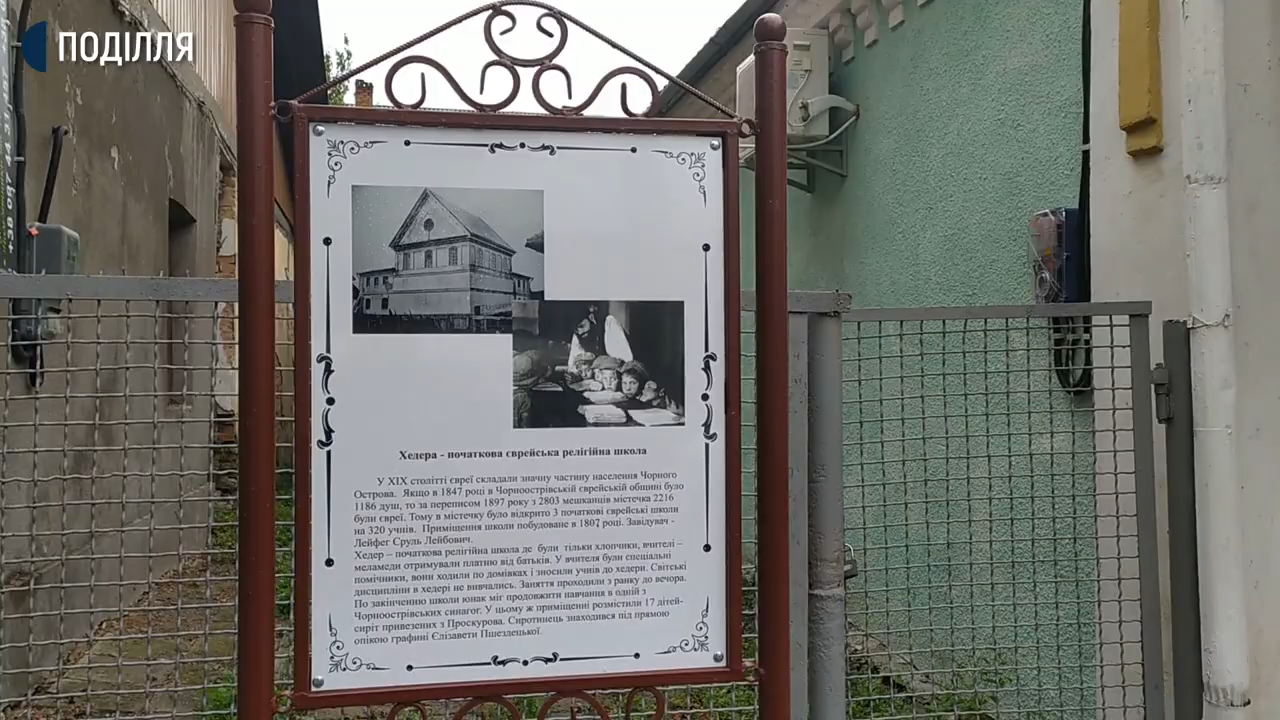 ПОДІЛЛЯ
Хедера - початкова єврейська релігійна школа
У XIX столітті євреї складали значну частину населення Чорного
Острова. Якщо в 1847 році в Чорноострівській єврейській общині було
1186 душ, то за переписом 1897 року з 2803 мешканців містечка 2216
були євреї. Тому в містечку було відкрито 3 початкові єврейські школи
на 320 учнів. Приміщення школи побудоване в 1807 році. Завідувач -
Лейфер Єруль Лейбович.
Хедер – початкова релігійна школа де були тільки хлопчики, вчителі –
меламеди отримували платню від батьків. У вчителя були спеціальні
помічники, вони ходили по домівках і зносили учнів до хедери. Світські
дисципліни в хедері не вивчались. Заняття проходили з ранку до вечора.
По закінченню школи юнак міг продовжити навчання в одній з
Чорноострівських синагог. У цьому ж приміщенні розмістили 17 дітей-
сиріт привезених з Проскурова. Сиротинець знаходився під прямою
опікою графині Єлізавети Пшездецької.